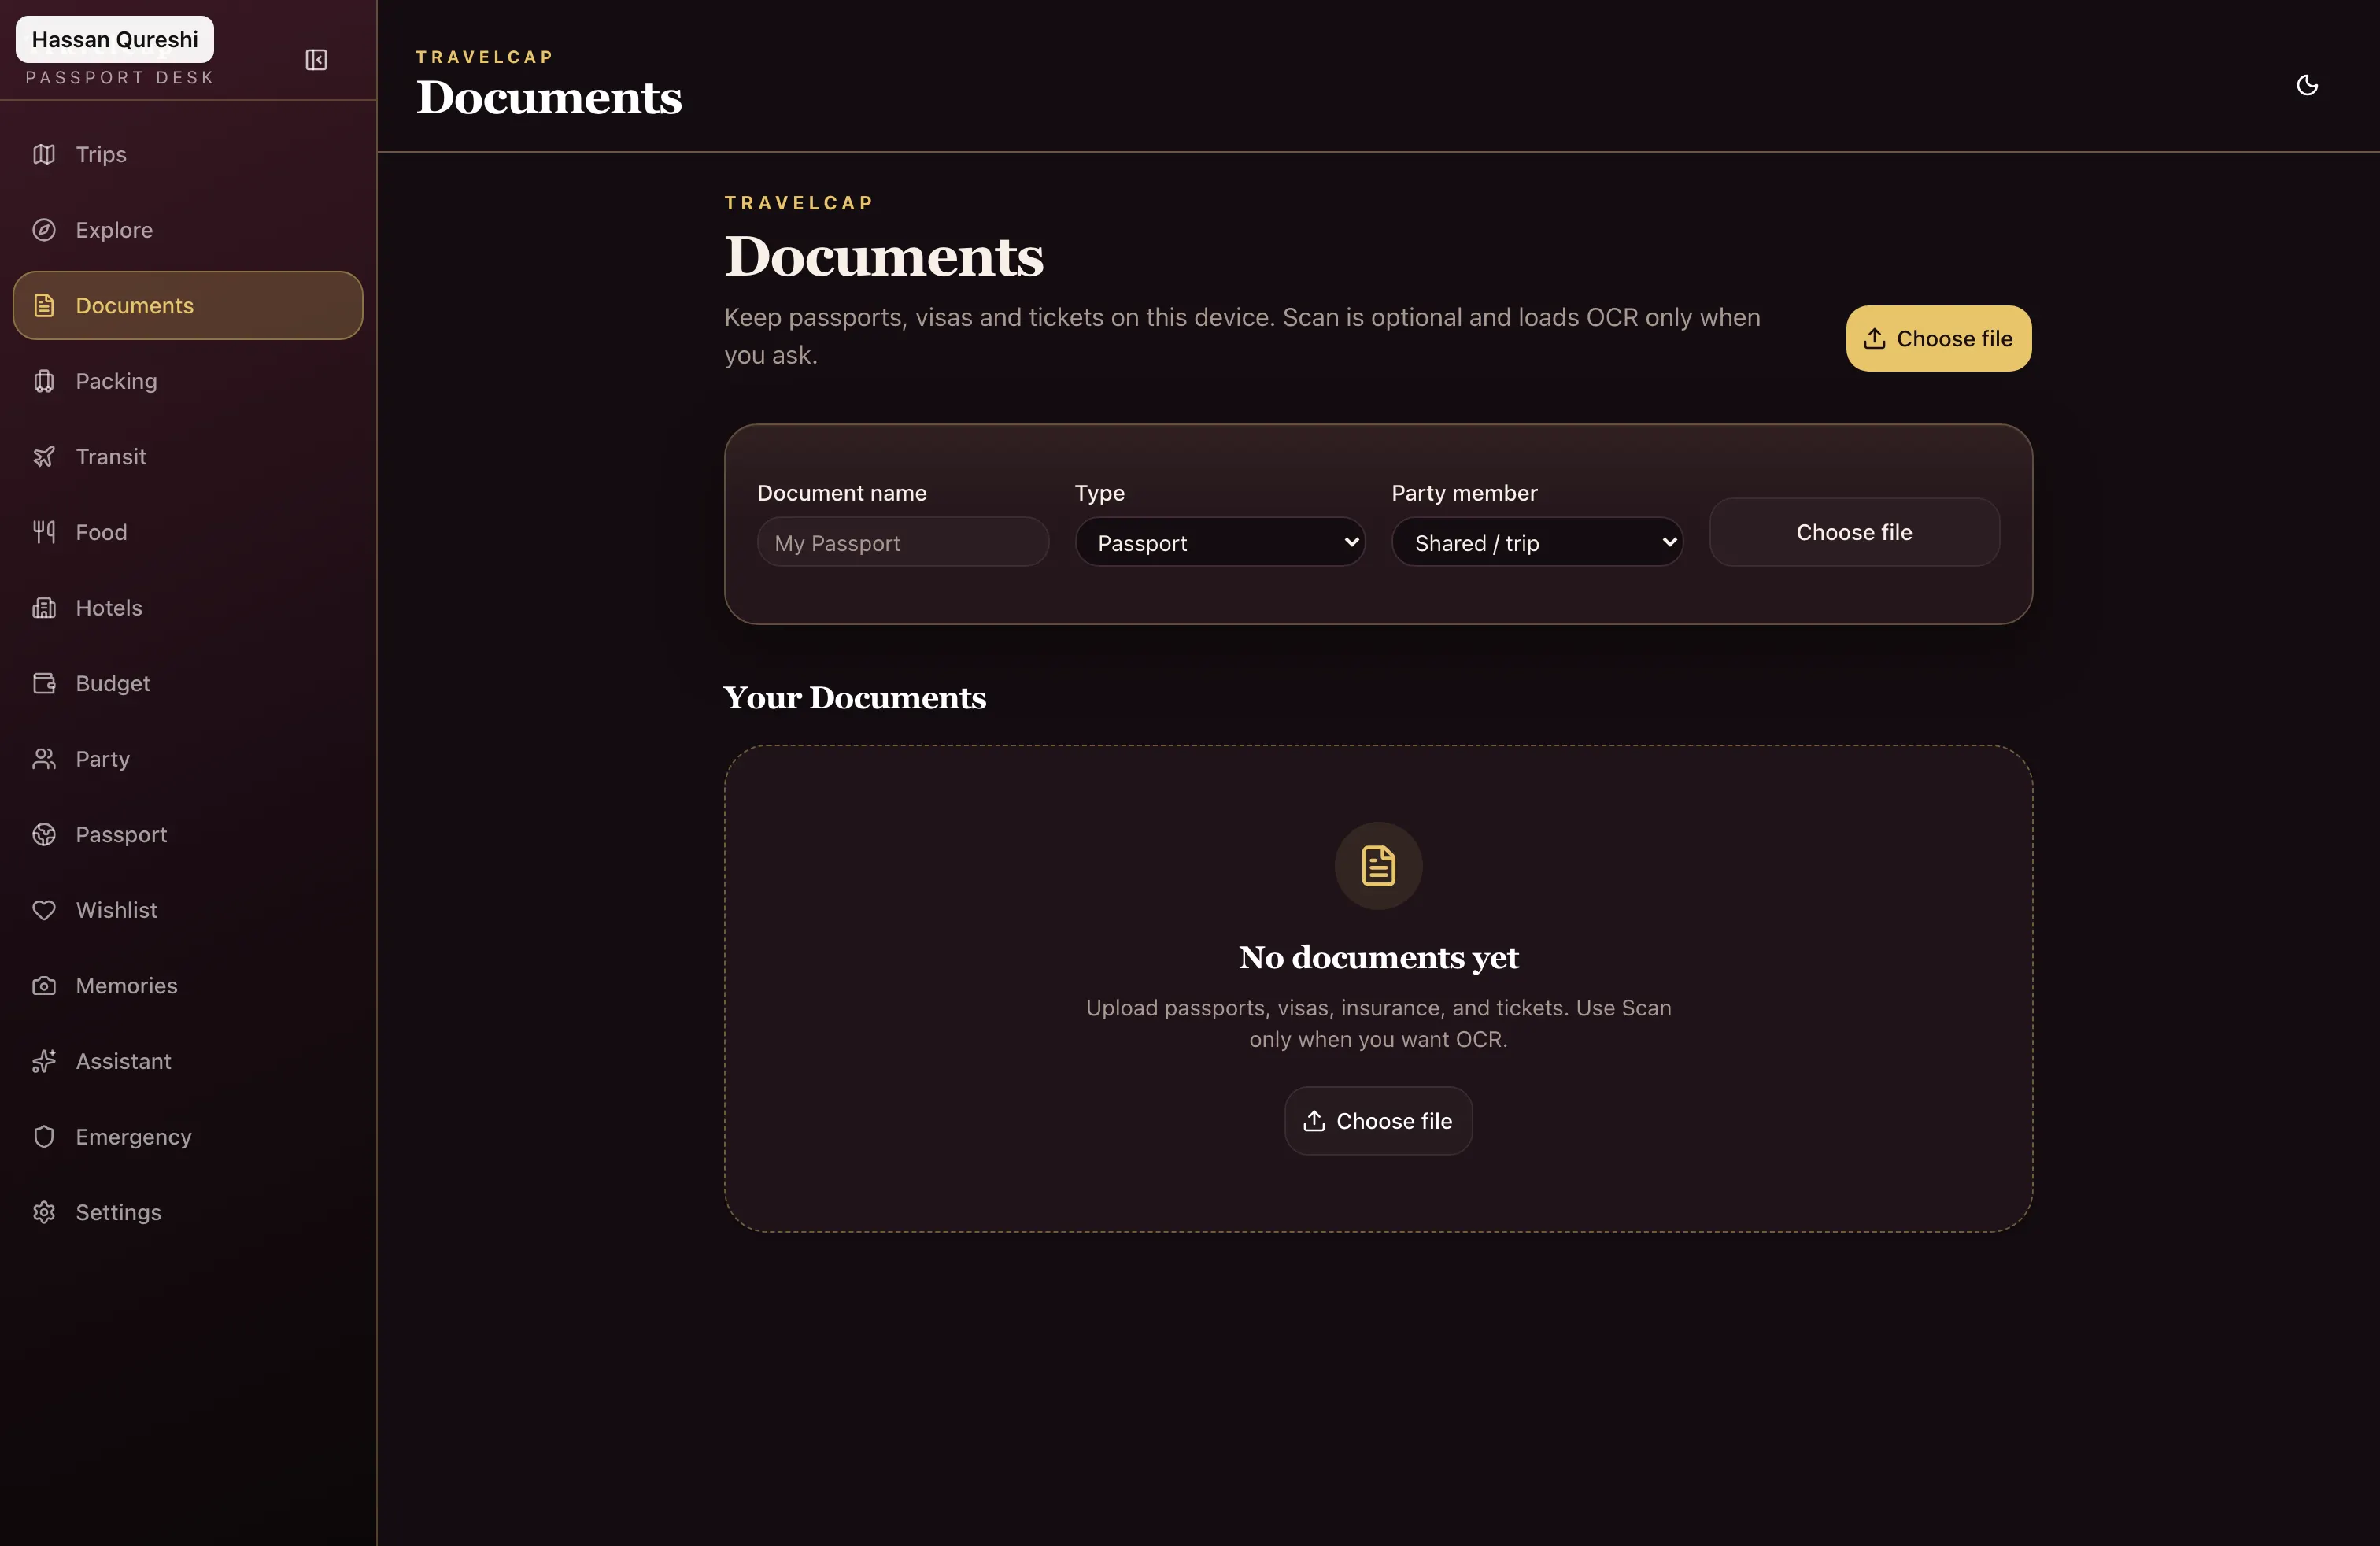 Hassan Qureshi
PASSPORT DESK
Trips
Explore
Documents
Packing
Transit
Food
Hotels
Budget
Party
Passport
Wishlist
Memories
Assistant
Emergency
Settings
TRAVELCAP
Documents
TRAVELCAP
Documents
Keep passports, visas and tickets on this device. Scan is optional and loads OCR only when
you ask.
Choose file
Document name
My Passport
Type
Passport
Party member
Shared / trip
Choose file
Your Documents
No documents yet
Upload passports, visas, insurance, and tickets. Use Scan
only when you want OCR.
Choose file